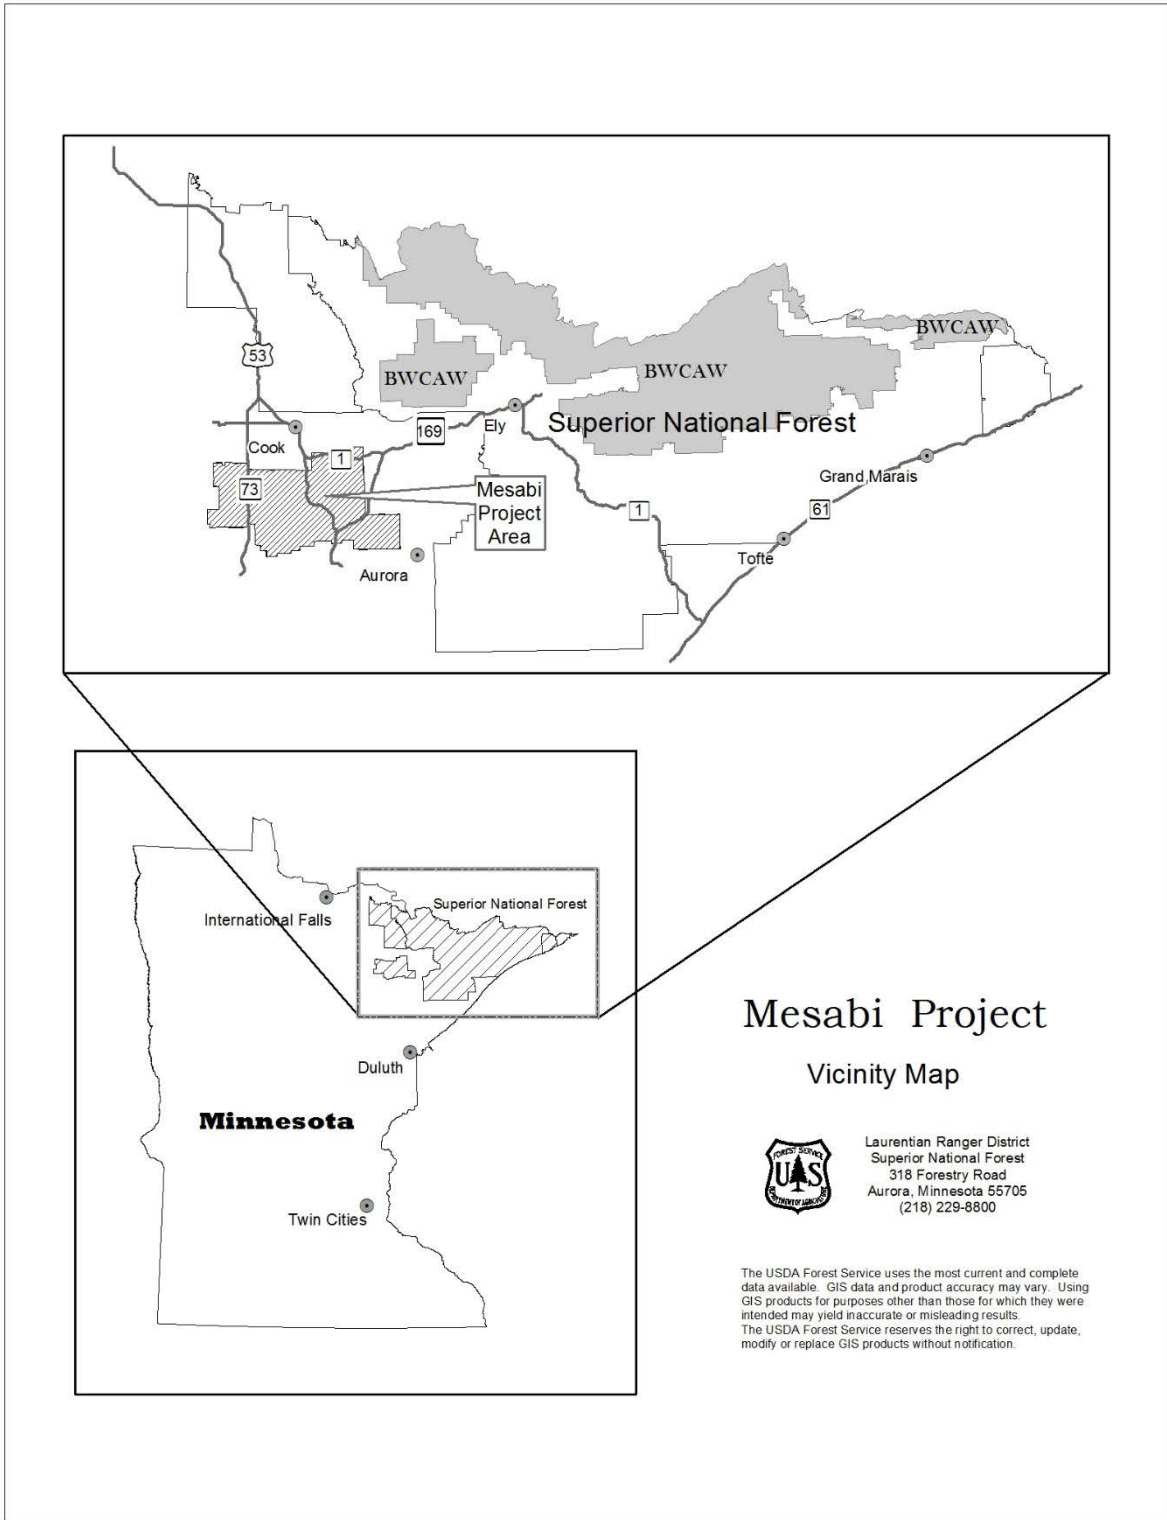 BWCAW
53
BWCAW
BWCAW
Superior National Forest
169
Ely
Cook
1
Grand Marais
73
Mesabi
Project
Area
1
61
Tofte
Aurora
Superior National Forest
International Falls
Duluth
Minnesota
Twin Cities
Mesabi Project
Vicinity Map
FOREST SERVICE
U S
DEPARTMENT OF AGRICULTURE
Laurentian Ranger District
Superior National Forest
318 Forestry Road
Aurora, Minnesota 55705
(218) 229-8800
The USDA Forest Service uses the most current and complete
data available. GIS data and product accuracy may vary. Using
GIS products for purposes other than those for which they were
intended may yield inaccurate or misleading results.
The USDA Forest Service reserves the right to correct, update,
modify or replace GIS products without notification.